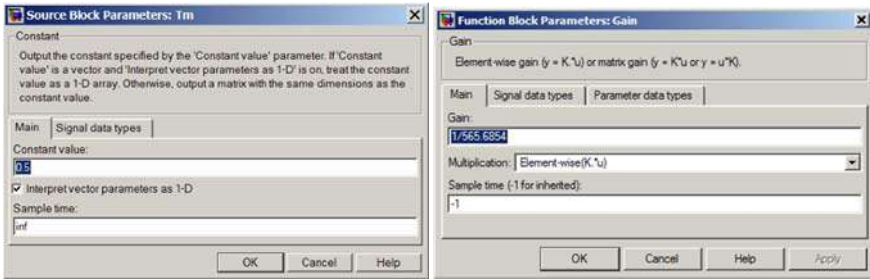 Source Block Parameters: Tm
Constant
Output the constant specified by the 'Constant value' parameter. If 'Constant
value' is a vector and 'Interpret vector parameters as 1-D' is on, treat the constant
value as a 1-D array. Otherwise, output a matrix with the same dimensions as the
constant value.
Main
Signal data types
Constant value:
0.5
Interpret vector parameters as 1-D
Sample time:
inf
OK
Cancel
Help
Function Block Parameters: Gain
Gain
Element-wise gain (y = K.*u) or matrix gain (y = K*u or y = u*K).
Main
Signal data types
Parameter data types
Gain:
1/565.6854
Multiplication: Element-wise(K.*u)
Sample time (-1 for inherited):
-1
OK
Cancel
Help
Apply